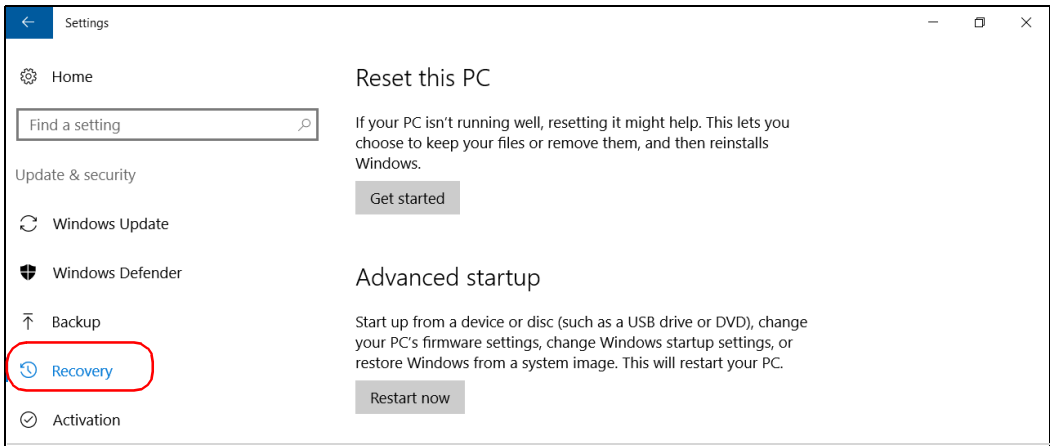 Settings
Home
Find a setting
Update & security
Windows Update
Windows Defender
Backup
Recovery
Activation
Reset this PC
If your PC isn't running well, resetting it might help. This lets you
choose to keep your files or remove them, and then reinstalls
Windows.
Get started
Advanced startup
Start up from a device or disc (such as a USB drive or DVD), change
your PC's firmware settings, change Windows startup settings, or
restore Windows from a system image. This will restart your PC.
Restart now